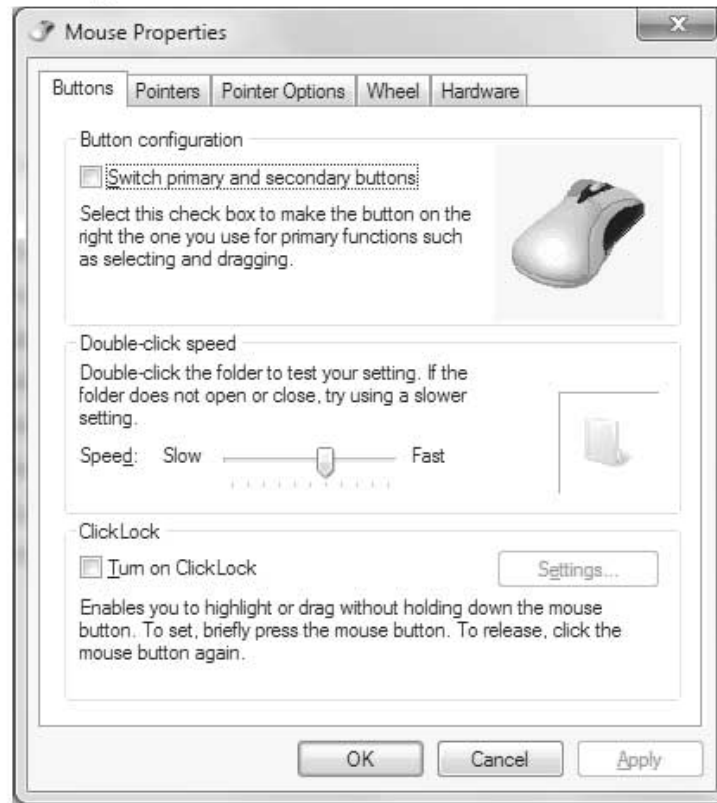 Mouse Properties
Buttons Pointers Pointer Options Wheel Hardware
Button configuration
Switch primary and secondary buttons
Select this check box to make the button on the
right the one you use for primary functions such
as selecting and dragging.
Double-click speed
Double-click the folder to test your setting. If the
folder does not open or close, try using a slower
setting.
Speed: Slow Fast
ClickLock
Turn on ClickLock
Settings...
Enables you to highlight or drag without holding down the mouse
button. To set, briefly press the mouse button. To release, click the
mouse button again.
OK Cancel Apply